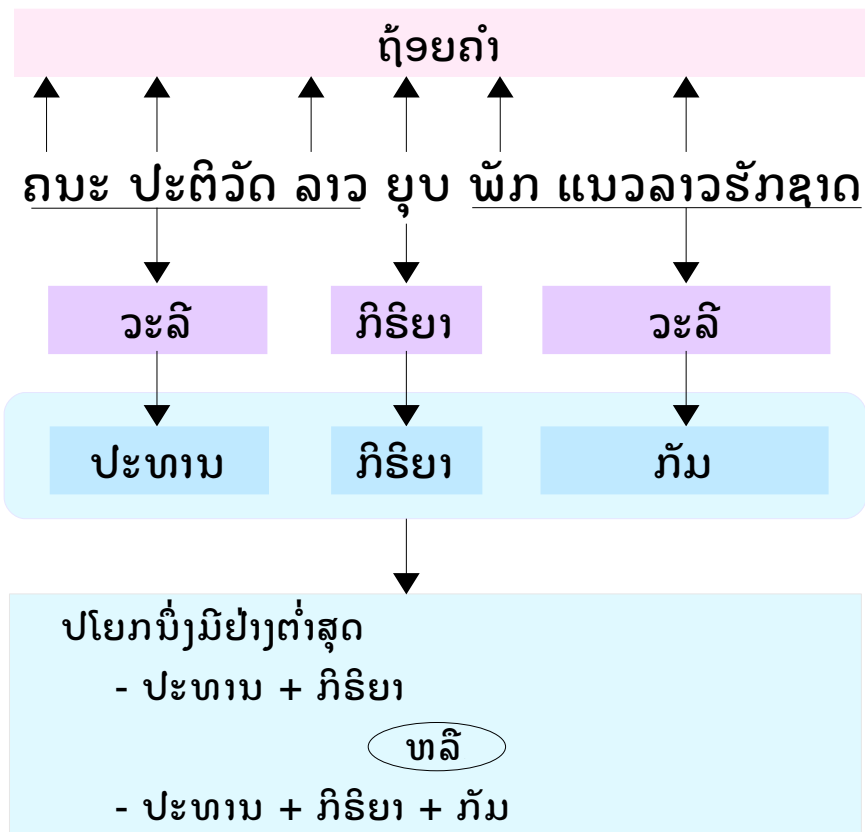 ຖ້ອຍຄຳ
ຄນະ ປະຕິວັດ ລາວ ຍຸບ ພັກ ແນວລາວຮັກຊາດ
ວະລີ ກິຣິຍາ ວະລີ
ປະທານ ກິຣິຍາ ກັມ
ປໂຍກນຶ່ງມີຢ່າງຕ່ຳສຸດ
- ປະທານ + ກິຣິຍາ
ຫລື
- ປະທານ + ກິຣິຍາ + ກັມ